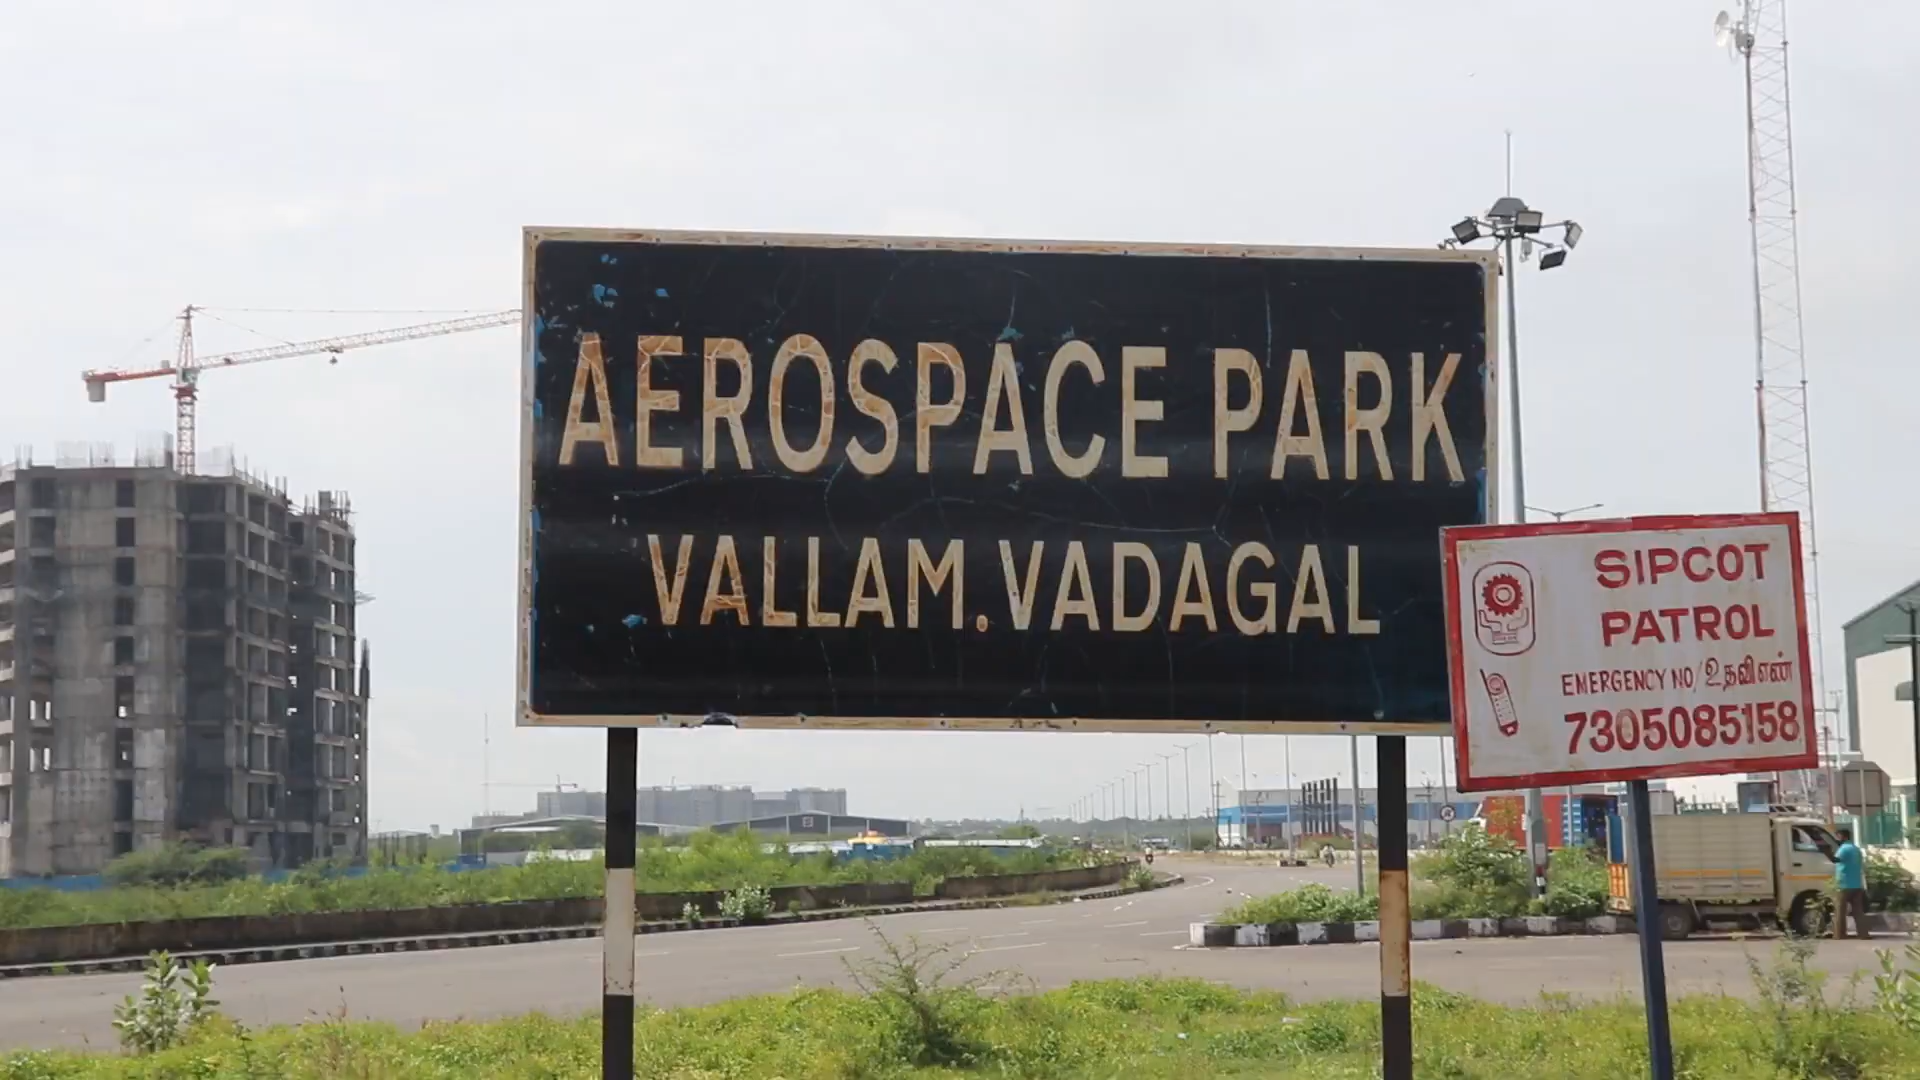 AEROSPACE PARK
VALLAM.VADAGAL
SIPCOT
PATROL
EMERGENCY NO/உதவி எண்
7305085158